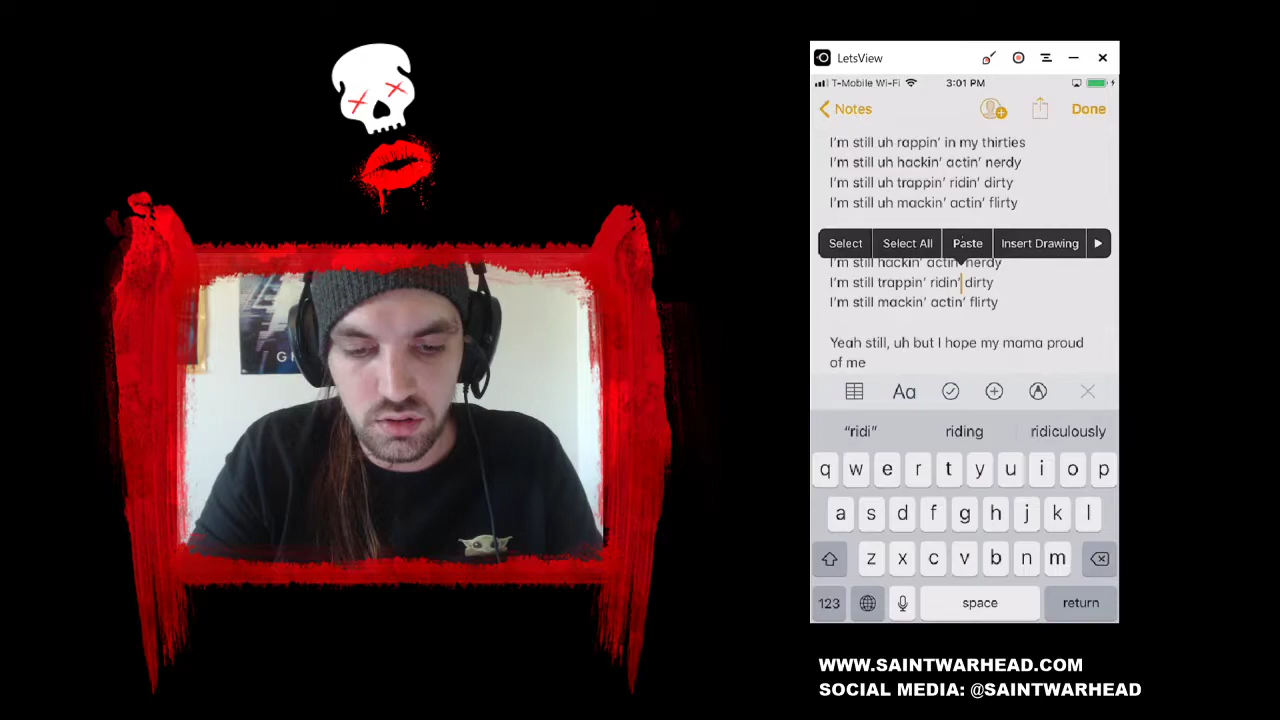 LetsView
T-Mobile Wi-Fi 3:01 PM
Notes Done
I'm still uh rappin' in my thirties
I'm still uh hackin' actin' nerdy
I'm still uh trappin' ridin' dirty
I'm still uh mackin' actin' flirty
Select Select All Paste Insert Drawing
I'm still hackin' actin' nerdy
I'm still trappin' ridin' dirty
I'm still mackin' actin' flirty
Yeah still, uh but I hope my mama proud
of me
Aa
“ridi” riding ridiculously
q w e r t y u i o p
a s d f g h j k l
z x c v b n m
123 space return
G
WWW.SAINTWARHEAD.COM
SOCIAL MEDIA: @SAINTWARHEAD